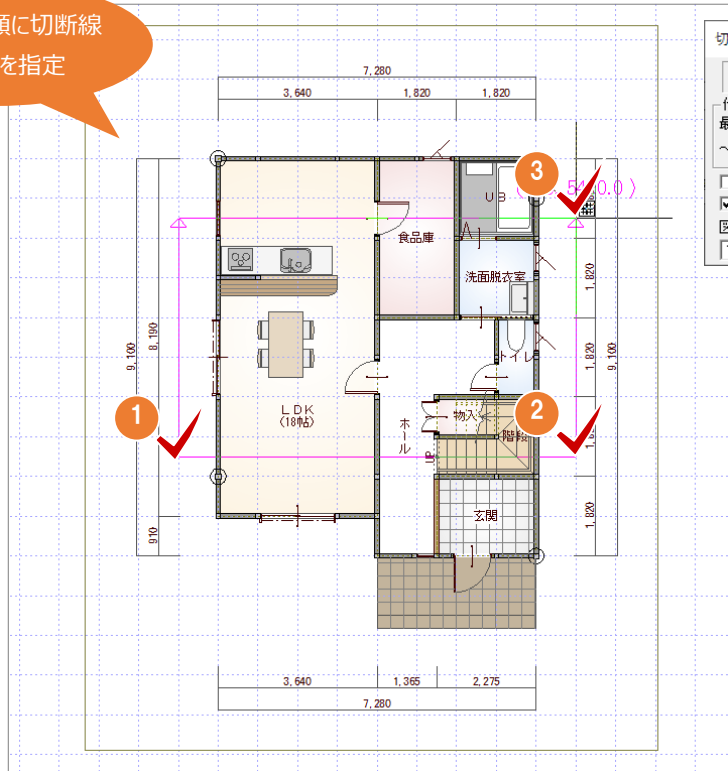 順に切断線
を指定
切
最
～
7,280
3,640
1,820
1,820
3
0.0 )
UB
食品庫
洗面脱衣室
1,820
9,100
8,190
トイレ
1,820
9,100
1
LDK
(18帖)
ホール
物入
2
階段
UP
玄関
910
1,820
3,640
1,365
2,275
7,280